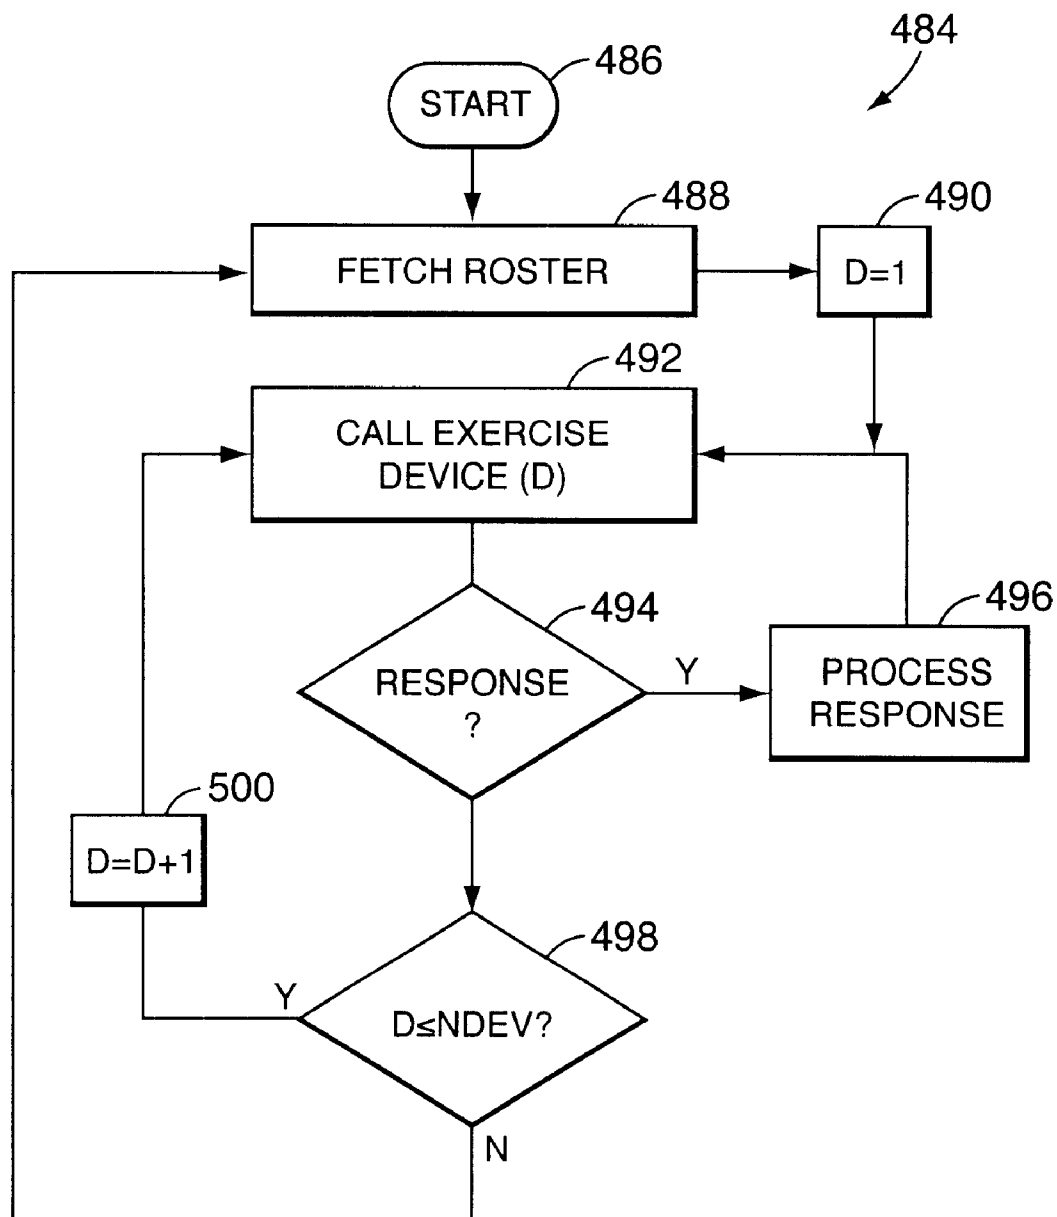 484
486
START
488
490
FETCH ROSTER
D=1
492
CALL EXERCISE
DEVICE (D)
494
496
RESPONSE
?
Y
PROCESS
RESPONSE
500
D=D+1
498
Y
D≤NDEV?
N